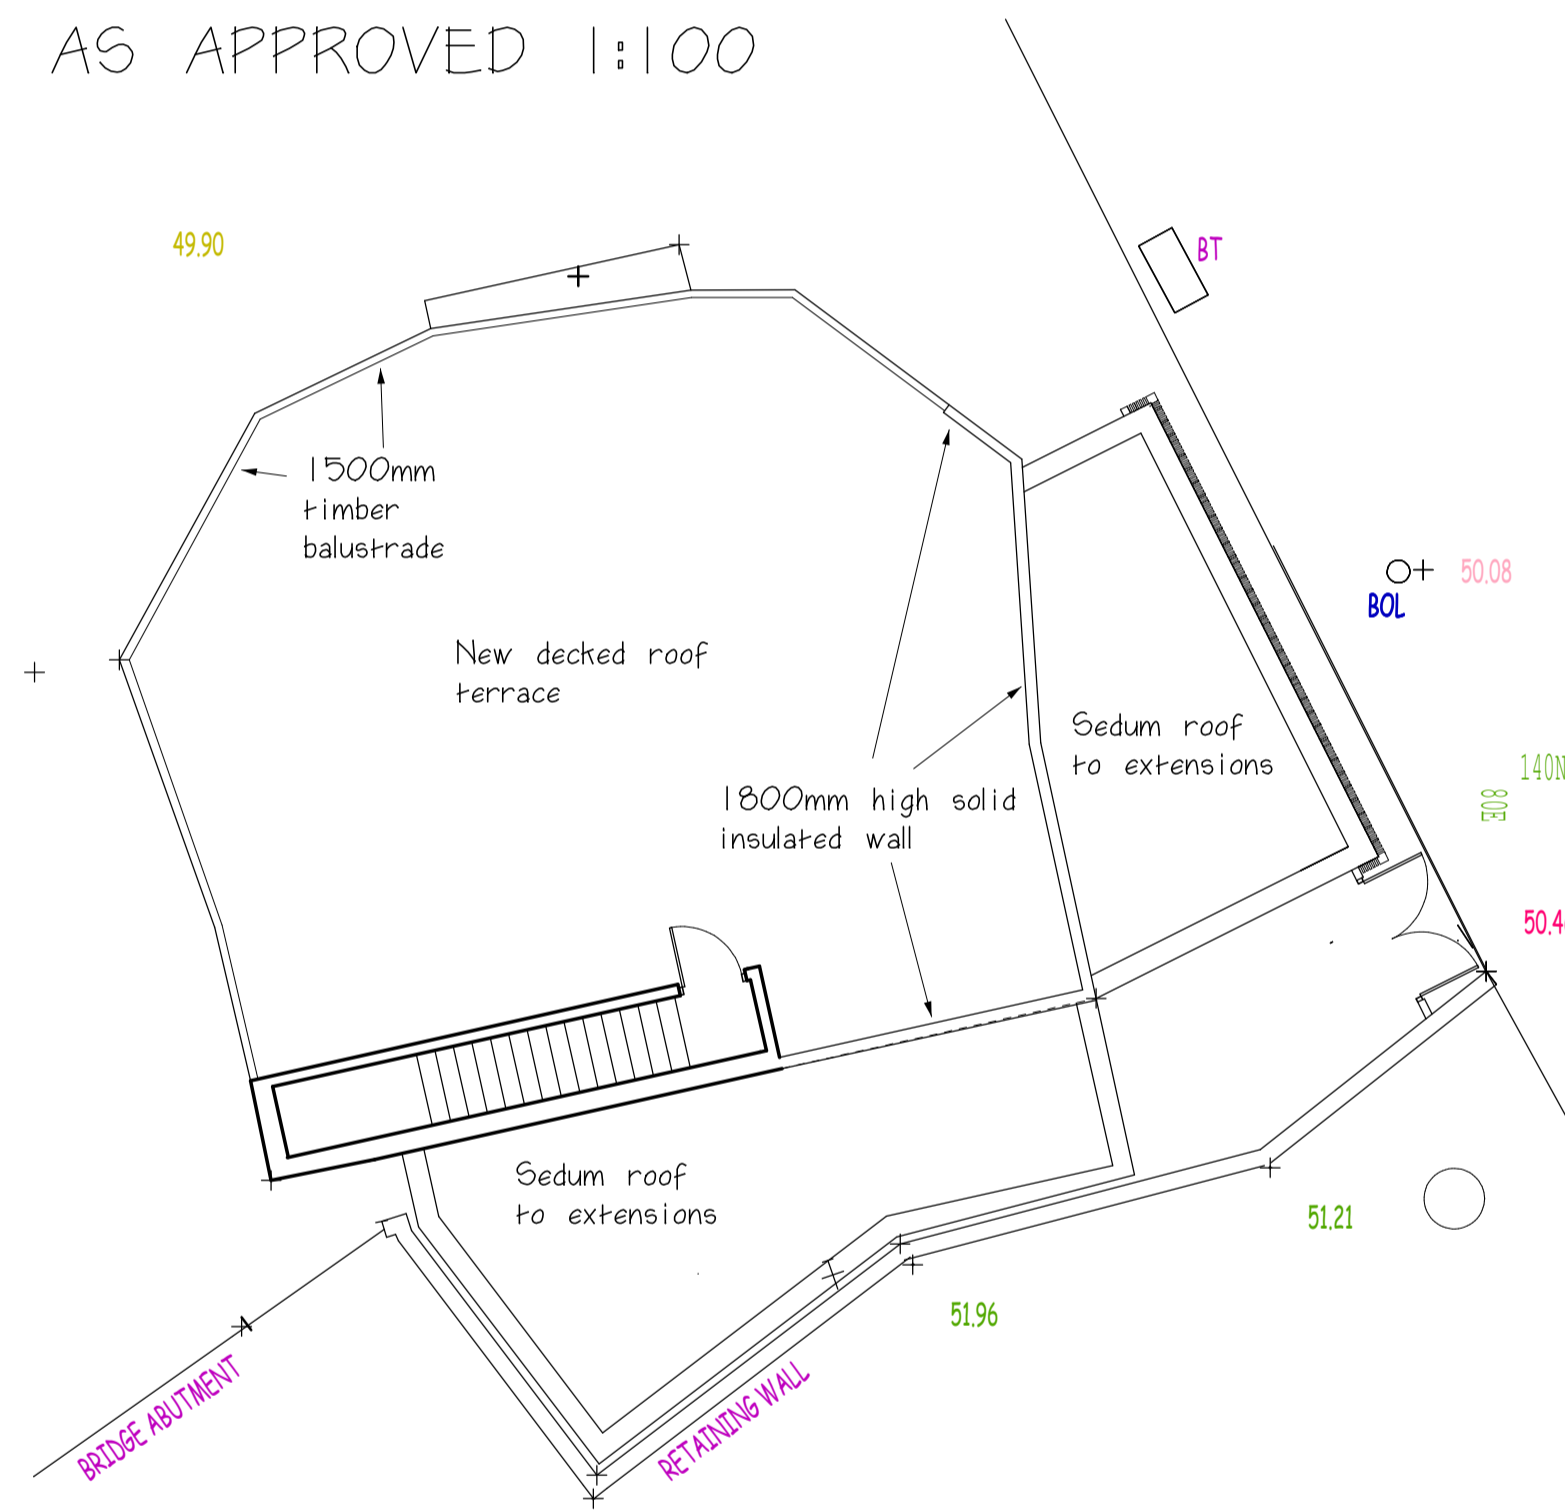 AS APPROVED 1:100
49.90
BT
1500mm
timber
balustrade
50.08
BOL
New decked roof
terrace
Sedum roof
to extensions
140N
80E
1800mm high solid
insulated wall
50.4
Sedum roof
to extensions
51.21
51.96
BRIDGE ABUTMENT
RETAINING WALL